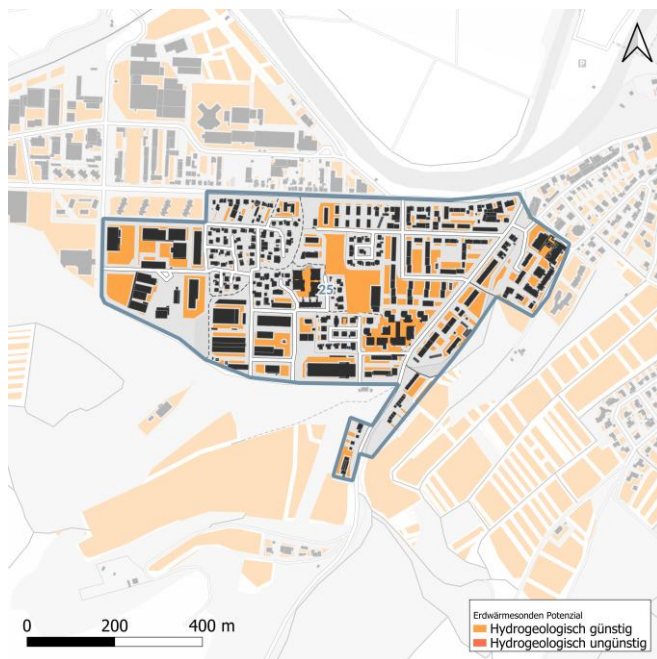 P
25
Erdwärmesonden Potenzial
Hydrogeologisch günstig
Hydrogeologisch ungünstig
0 200 400 m